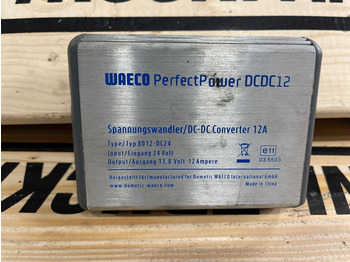 WAECO PerfectPower DCDC12
Spannungswandler/DC-DC Converter 12A
Type/Typ 8012-DC24
Input/Eingang 24 Volt
Output/Ausgang 13,8 Volt-12 Ampere
e11
035503
Hergestellt für/manufactured for Dometic WAECO International GmbH
www.dometic-waeco.com
Made in China